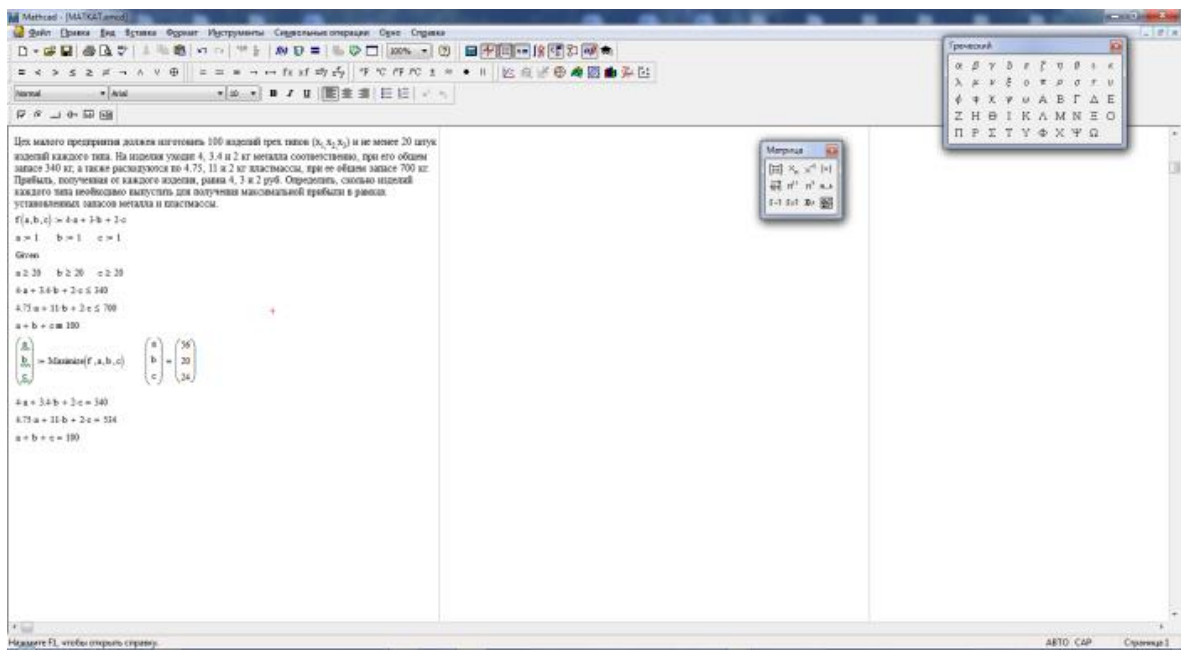 Mathcad - [MATKAT.xmcd]
Файл Правка Вид Вставка Формат Инструменты Символьные операции Окно Справка
100%
Normal Arial 10 B I U
Греческий
α β γ δ ε ζ η θ ι κ
λ μ ν ξ ο π ρ σ τ υ
φ φ χ ψ ω Α Β Γ Δ Ε
Ζ Η Θ Ι Κ Λ Μ Ν Ξ Ο
Π Ρ Σ Τ Υ Φ Χ Ψ Ω
Матрица
Цех малого предприятия должен изготовить 100 изделий трех типов (x1, x2, x3) и не менее 20 штук
изделий каждого типа. На изделия уходит 4, 3.4 и 2 кг металла соответственно, при его общем
запасе 340 кг, а также расходуются по 4.75, 11 и 2 кг пластмассы, при ее общем запасе 700 кг.
Прибыль, полученная от каждого изделия, равна 4, 3 и 2 руб. Определить, сколько изделий
каждого типа необходимо выпустить для получения максимальной прибыли в рамках
установленных запасов металла и пластмассы.
f(a,b,c) := 4·a + 3·b + 2·c
a := 1 b := 1 c := 1
Given
a ≥ 20 b ≥ 20 c ≥ 20
4·a + 3.4·b + 2·c ≤ 340
4.75·a + 11·b + 2·c ≤ 700
a + b + c = 100
(a b c) := Maximize(f, a, b, c) (a b c) = (56 20 24)
4·a + 3.4·b + 2·c = 340
4.75·a + 11·b + 2·c = 534
a + b + c = 100
Нажмите F1, чтобы открыть справку.
АВТО CAP Страница 1